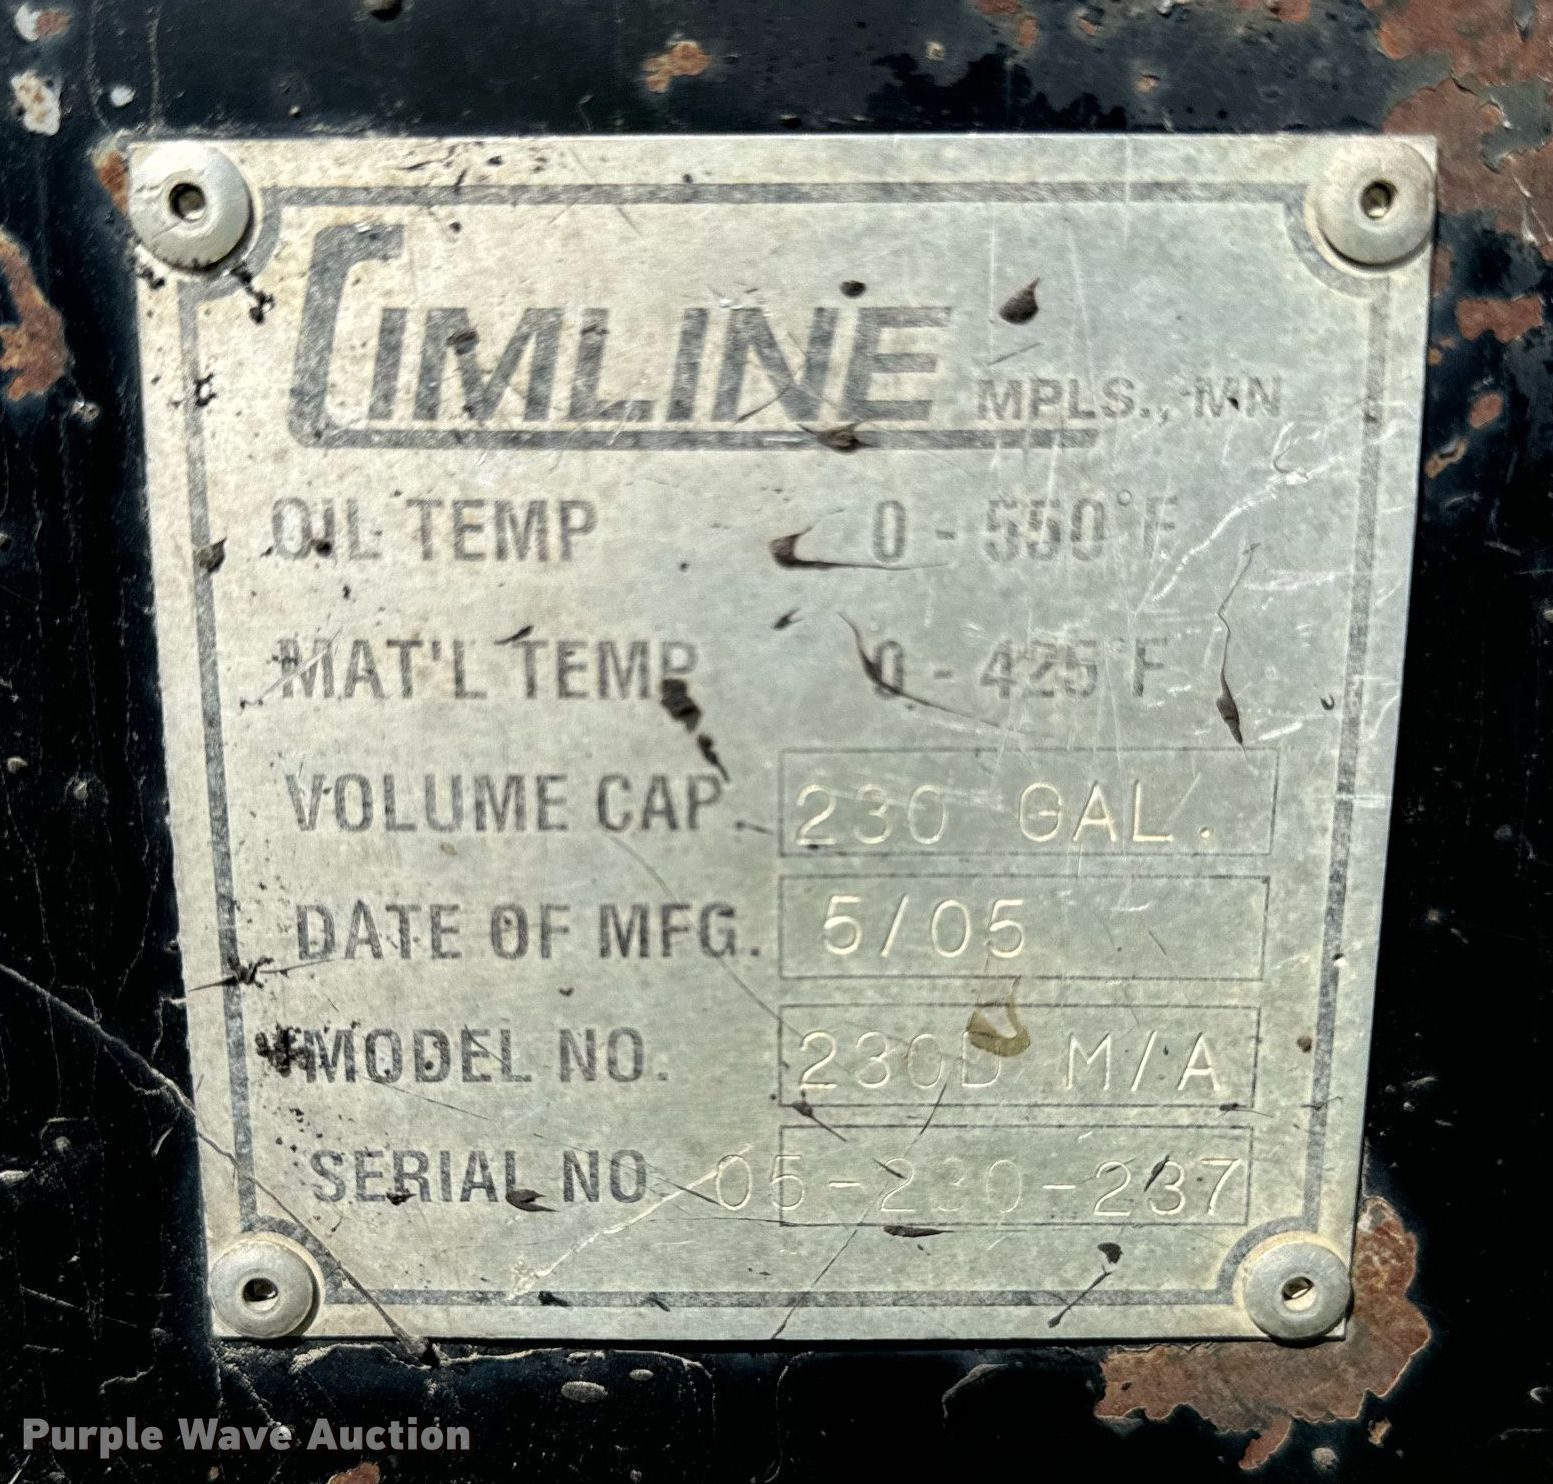 CIMLINE MPLS., MN
OIL TEMP 0 - 550°F
MAT'L TEMP 0 - 425°F
VOLUME CAP. 230 GAL.
DATE OF MFG. 5/05
MODEL NO. 230D M/A
SERIAL NO 05-230-237
Purple Wave Auction